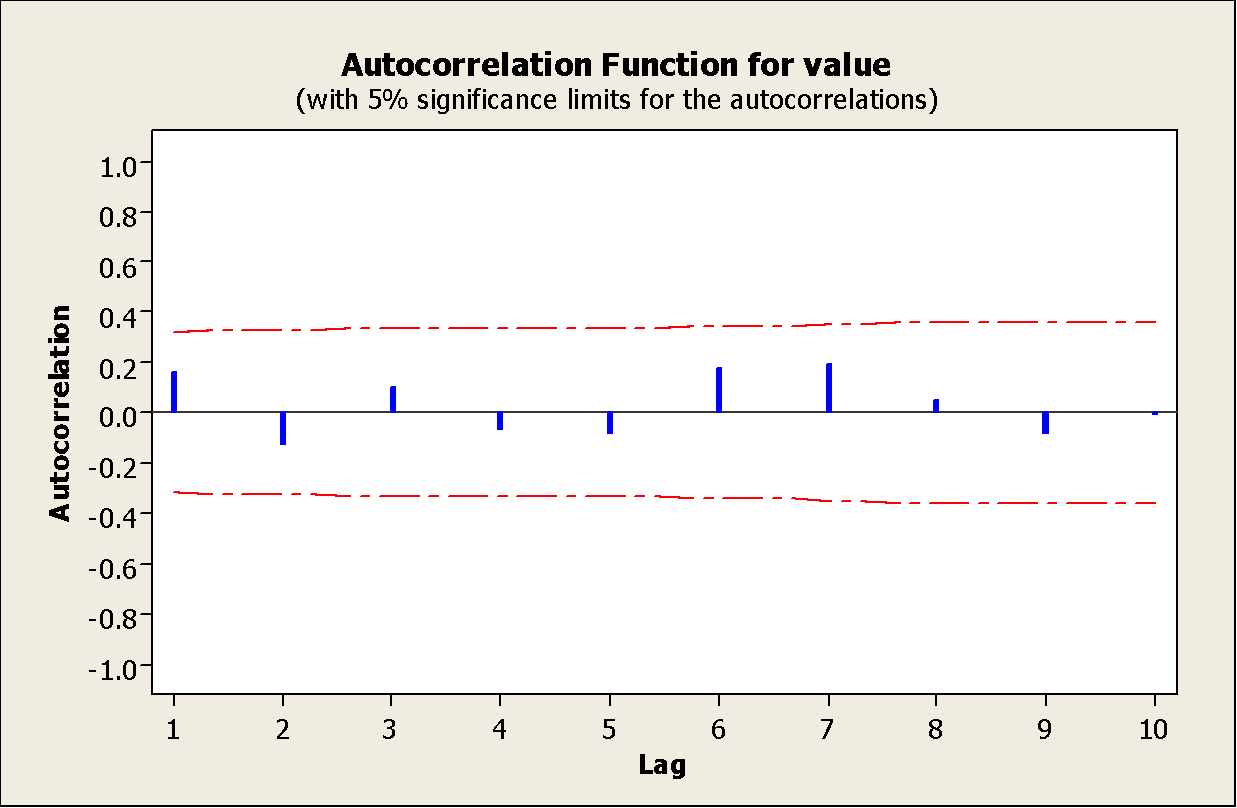 Autocorrelation Function for value
(with 5% significance limits for the autocorrelations)
1.0
0.8
0.6
0.4
0.2
0.0
-0.2
-0.4
-0.6
-0.8
-1.0
Autocorrelation
1 2 3 4 5 6 7 8 9 10
Lag